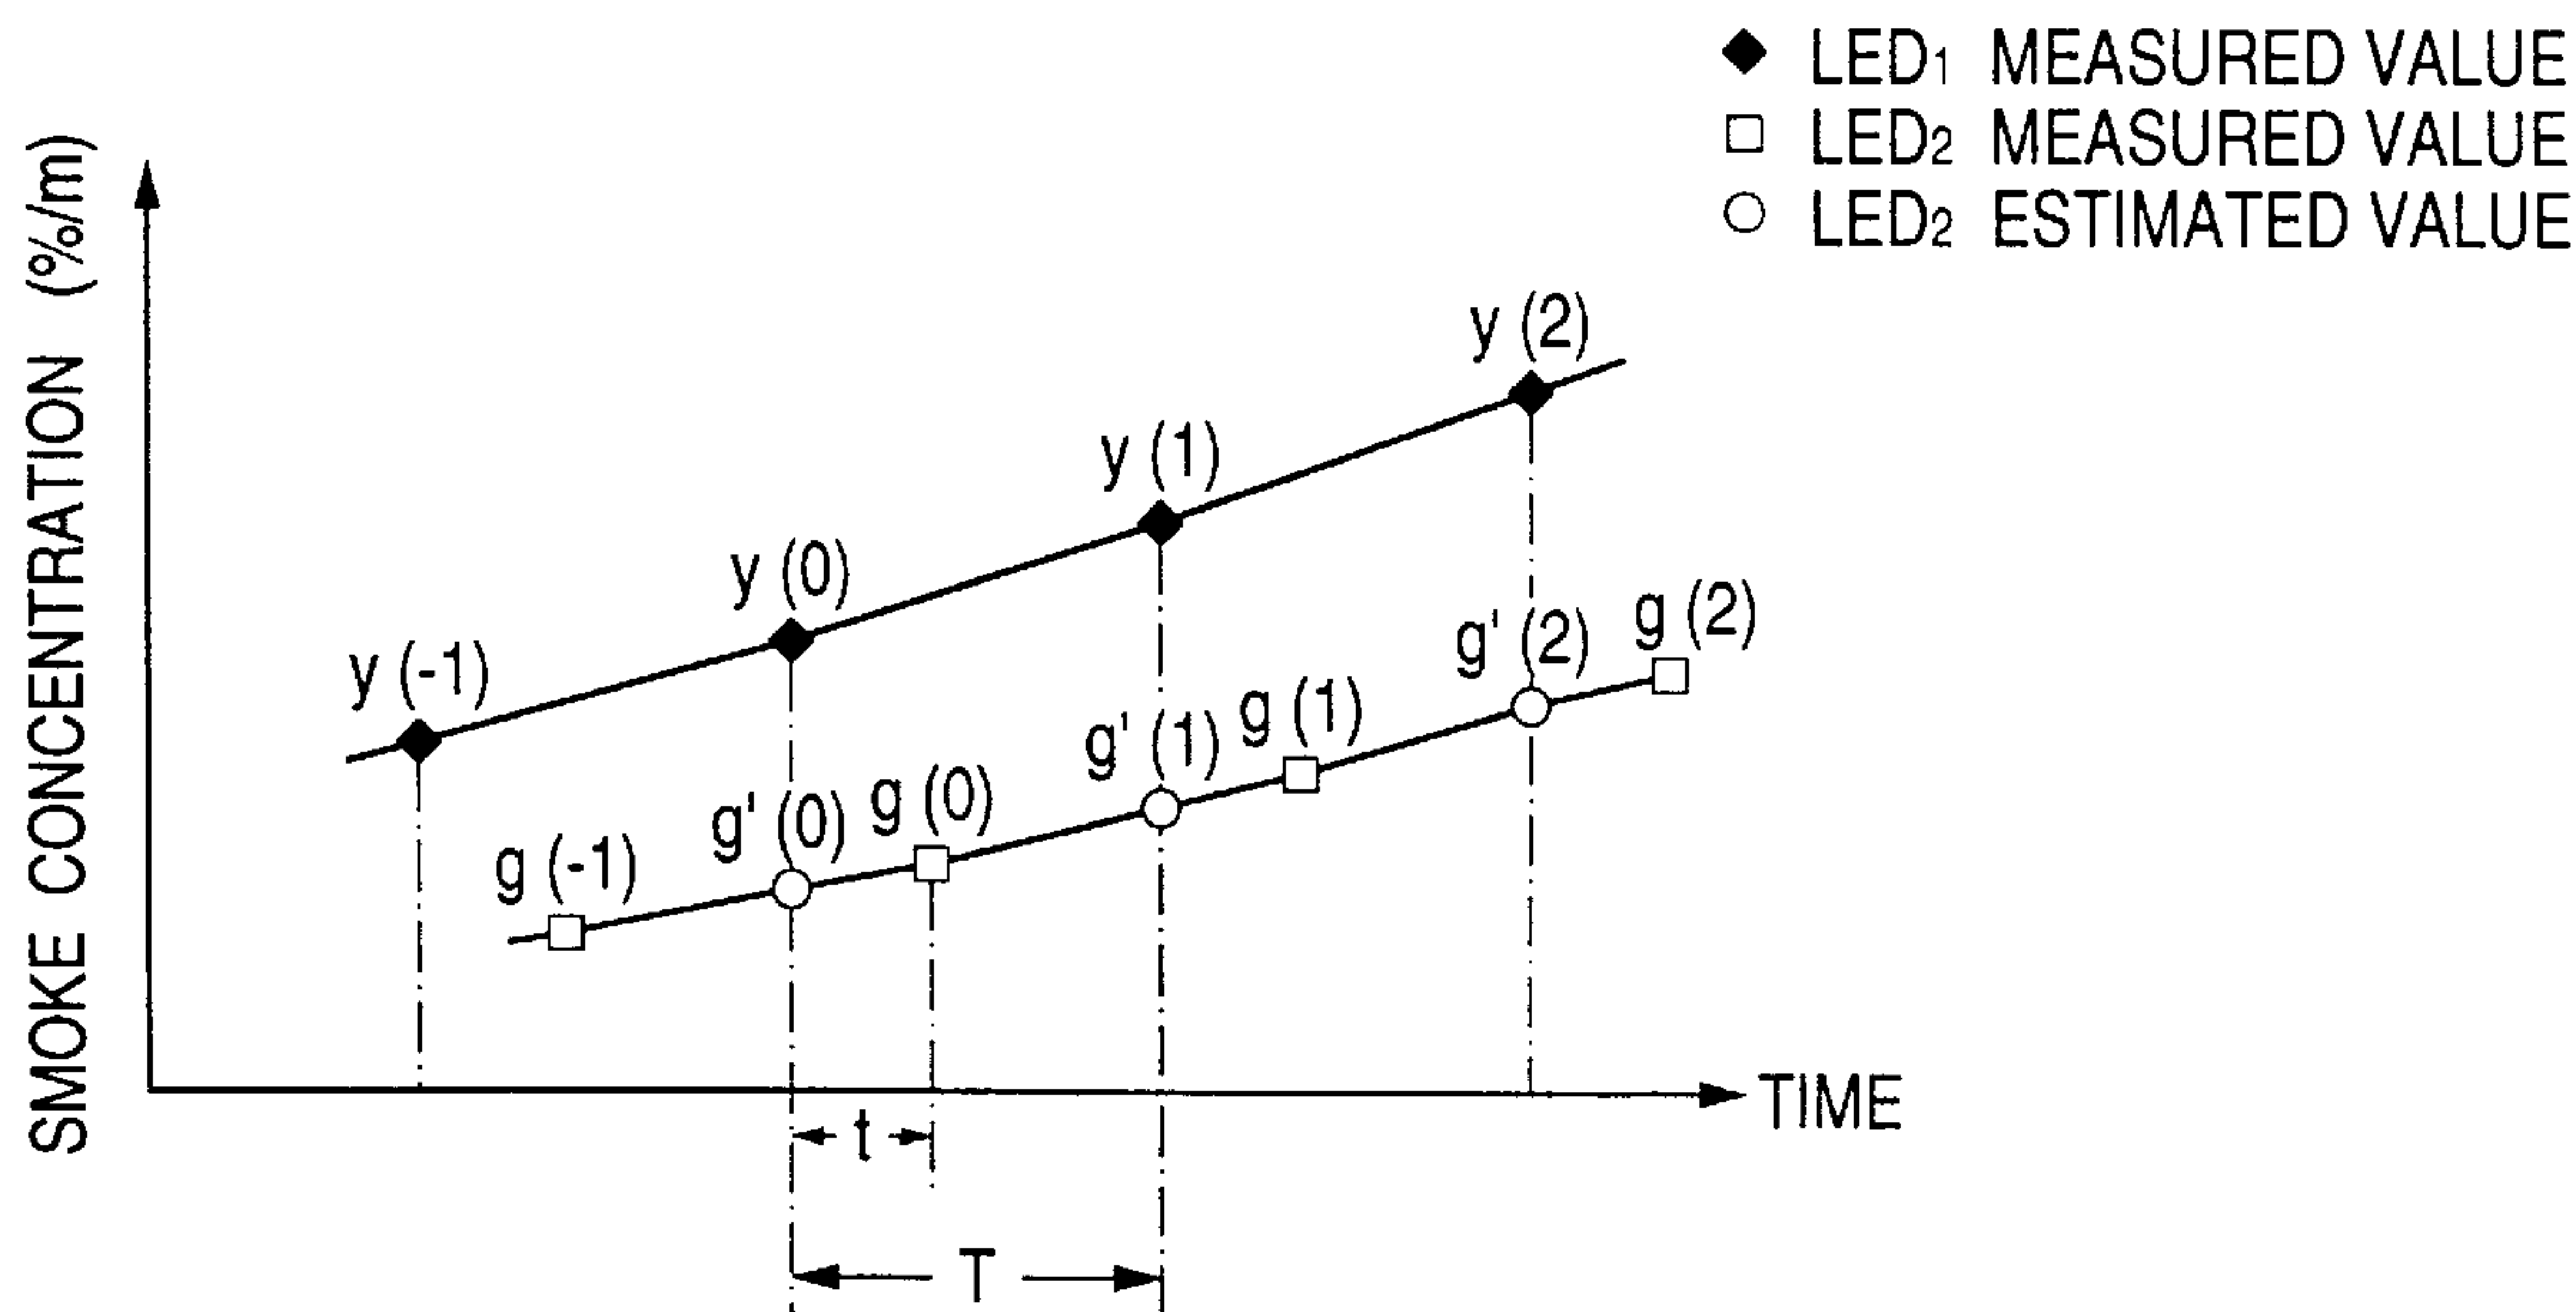 LED1 MEASURED VALUE
LED2 MEASURED VALUE
LED2 ESTIMATED VALUE
SMOKE CONCENTRATION (%/m)
y (2)
y (1)
y (0)
y (-1)
g (2)
g' (2)
g (1)
g' (1)
g (0)
g' (0)
g (-1)
TIME
t
T